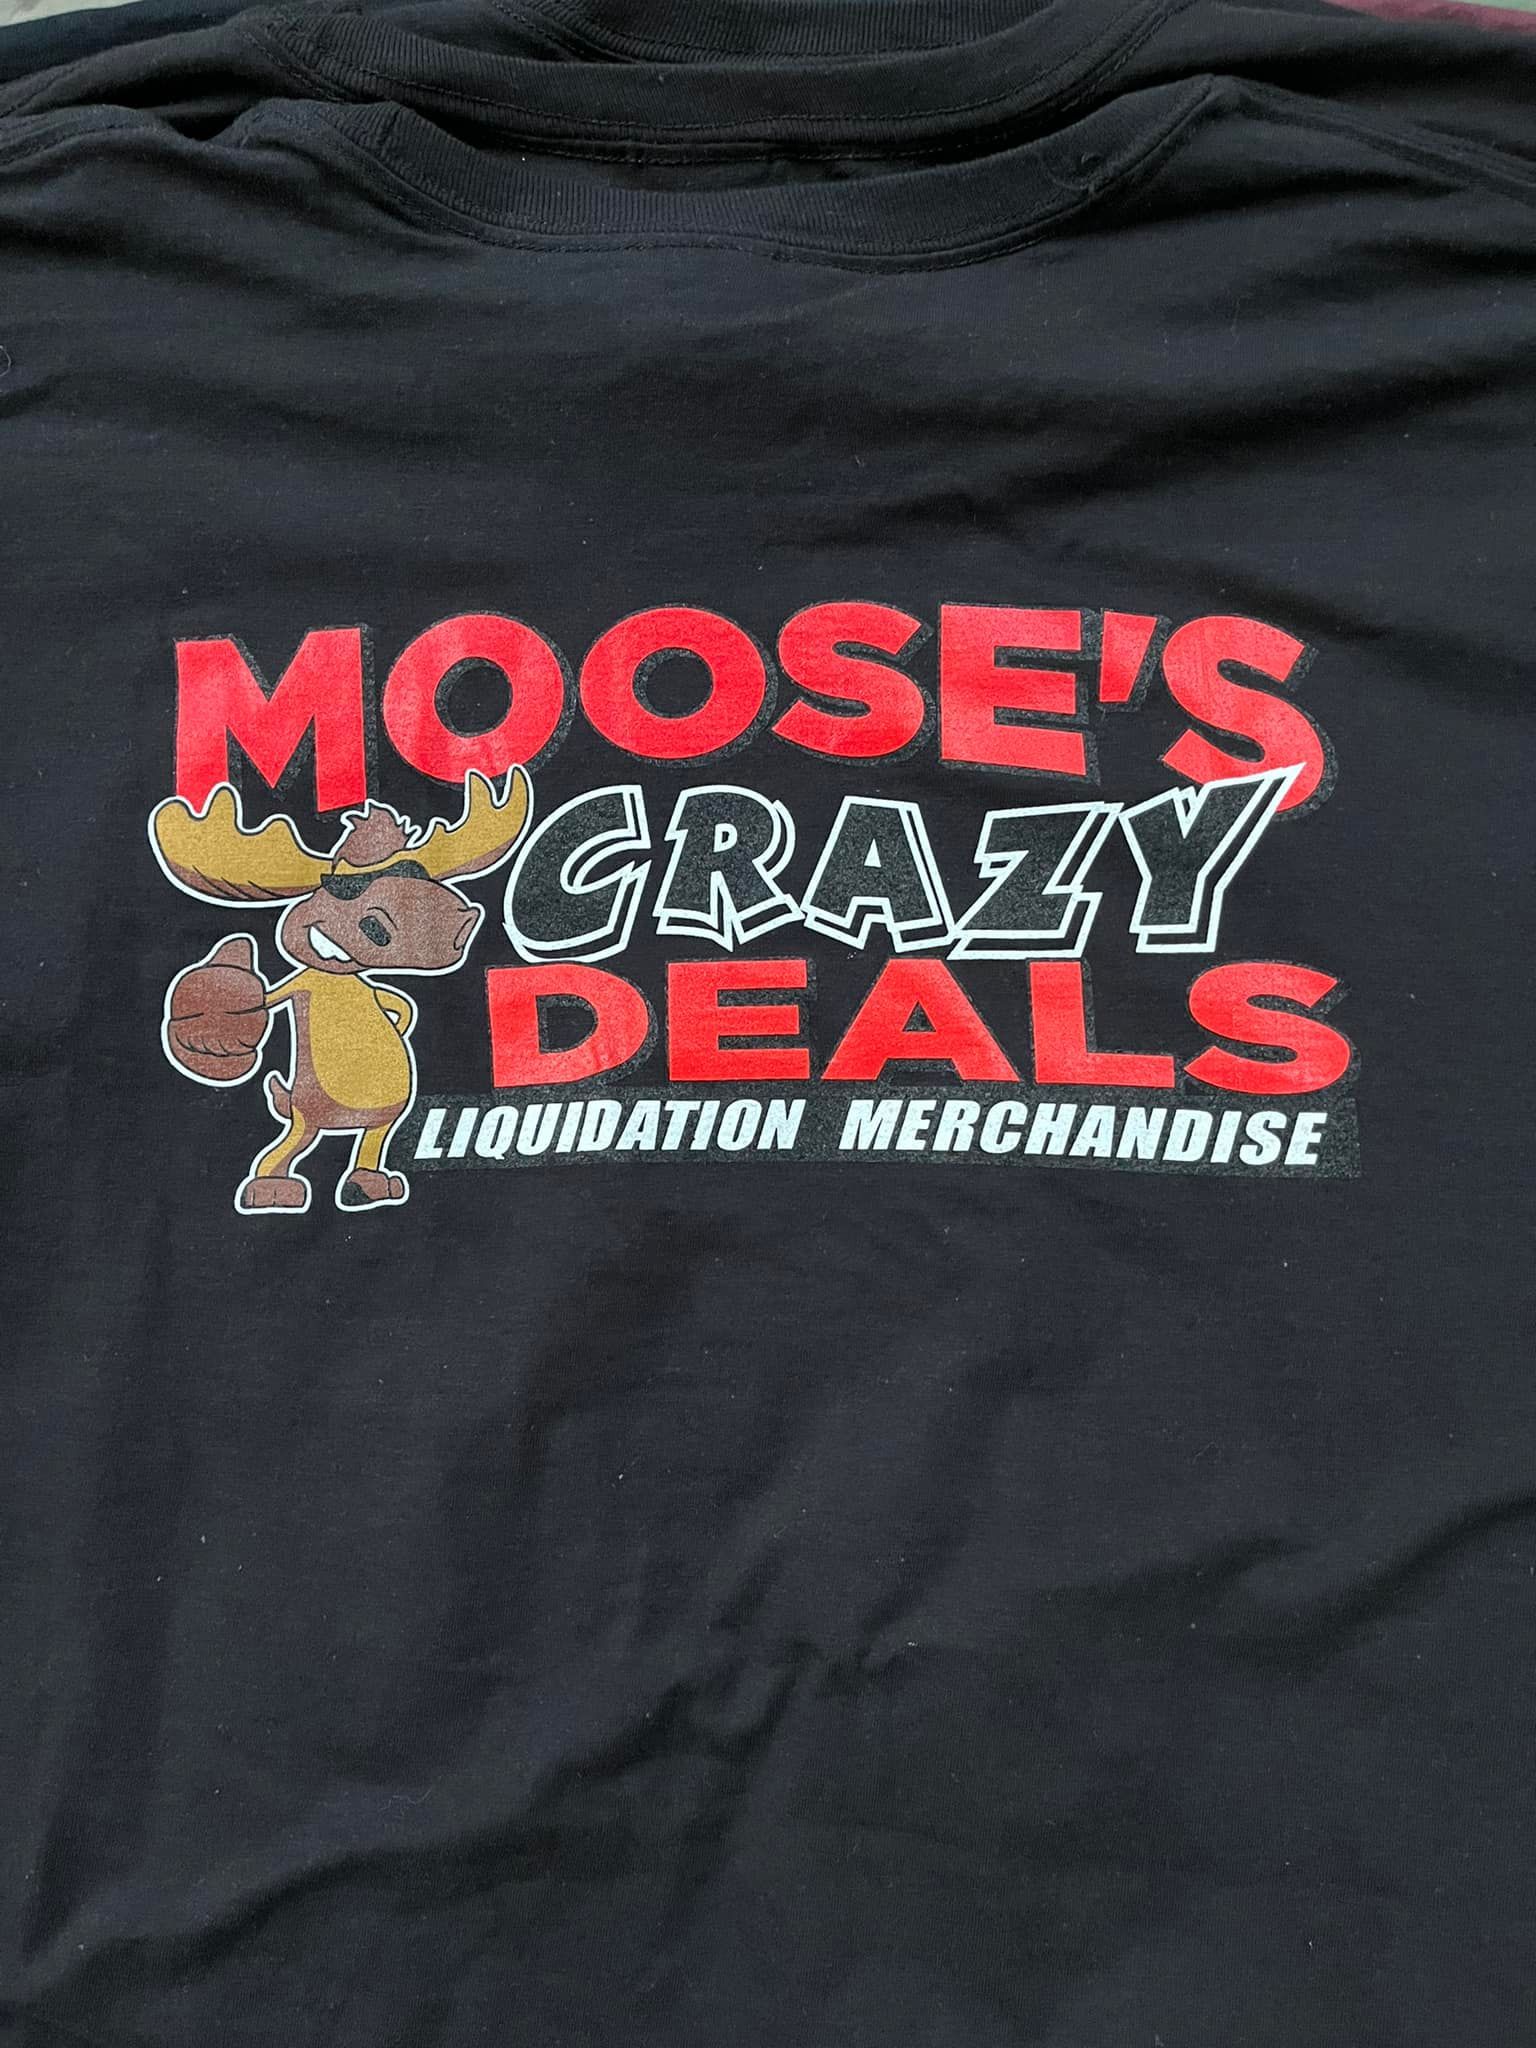 MOOSE'S
CRAZY
DEALS
LIQUIDATION MERCHANDISE